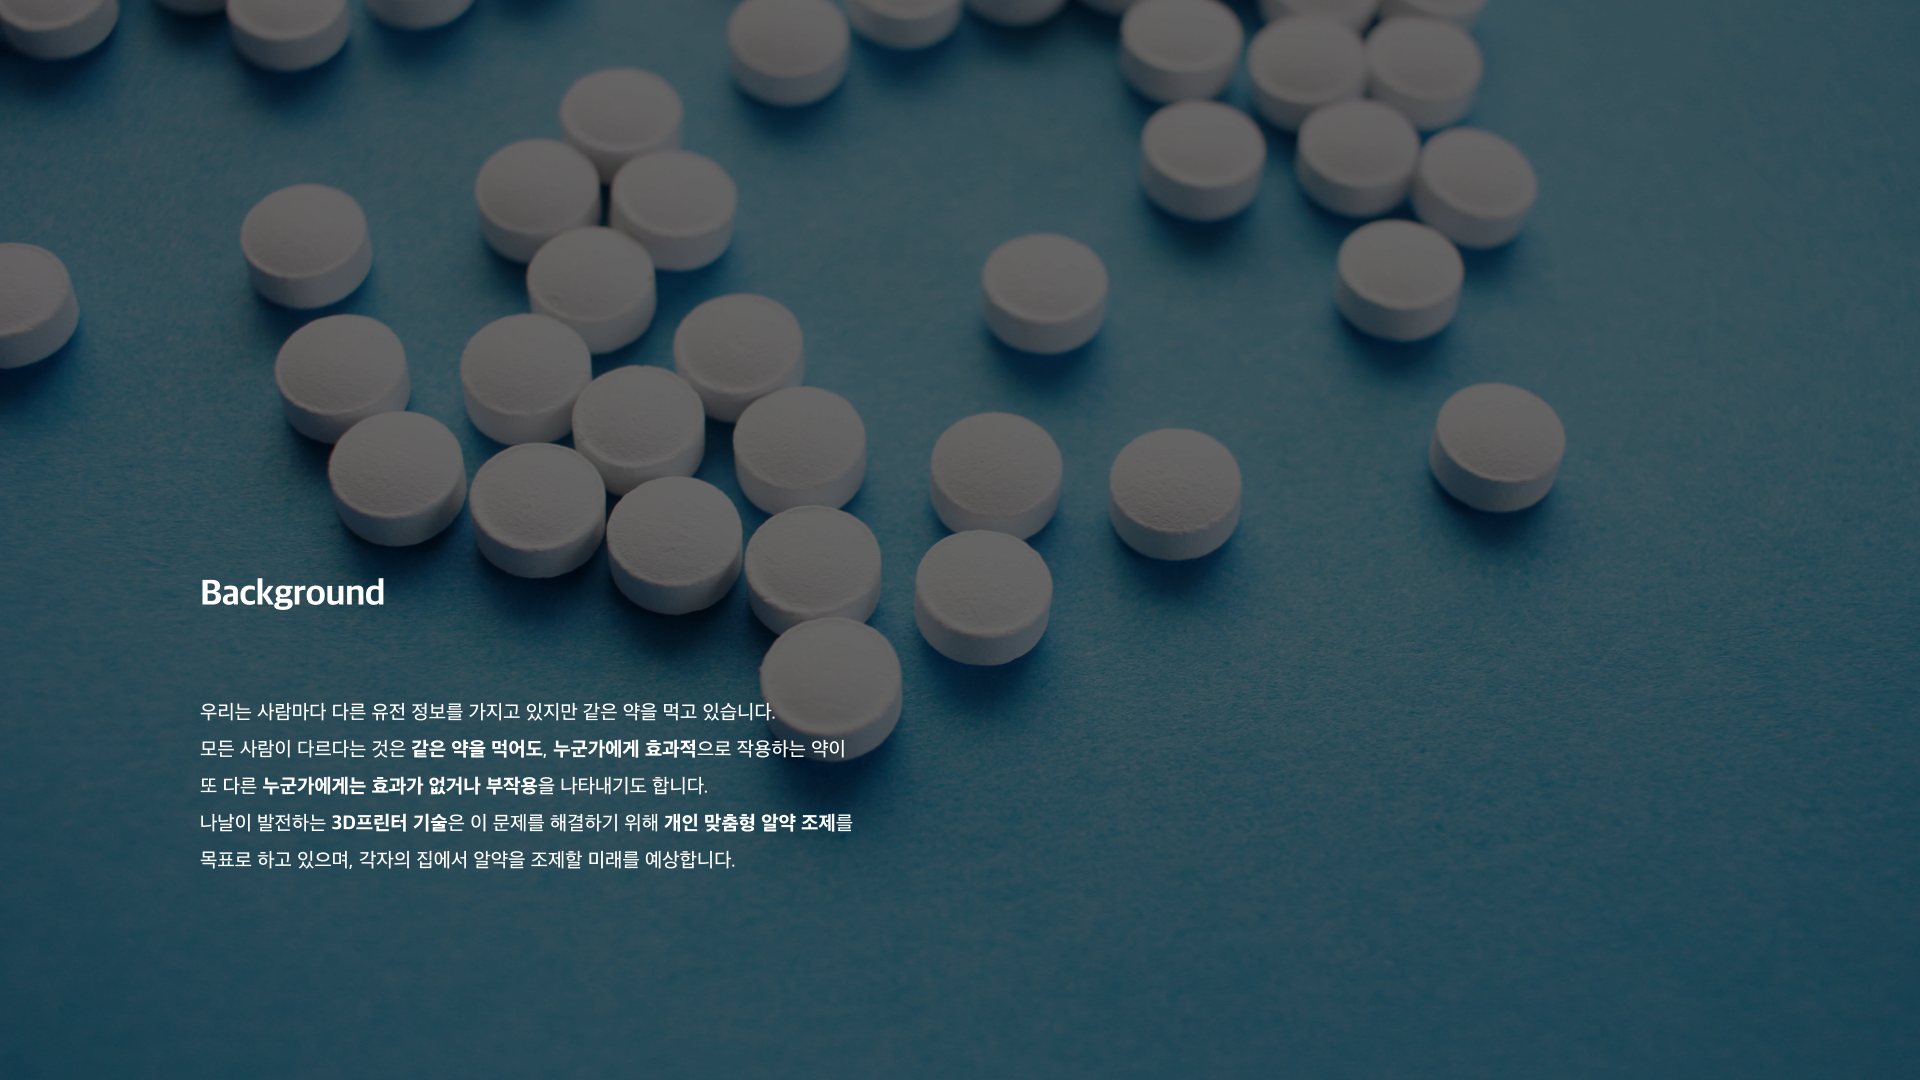 Background
우리는 사람마다 다른 유전 정보를 가지고 있지만 같은 약을 먹고 있습니다.
모든 사람이 다르다는 것은 같은 약을 먹어도, 누군가에게 효과적으로 작용하는 약이
또 다른 누군가에게는 효과가 없거나 부작용을 나타내기도 합니다.
나날이 발전하는 3D프린터 기술은 이 문제를 해결하기 위해 개인 맞춤형 알약 조제를
목표로 하고 있으며, 각자의 집에서 알약을 조제할 미래를 예상합니다.